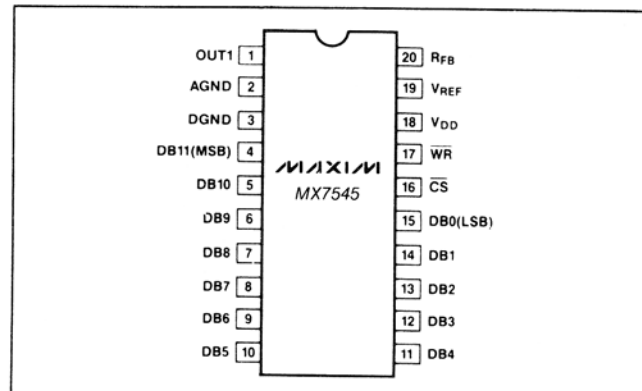 OUT1 1
AGND 2
DGND 3
DB11(MSB) 4
DB10 5
DB9 6
DB8 7
DB7 8
DB6 9
DB5 10
MAXIM
MX7545
20 RFB
19 VREF
18 VDD
17 W̅R̅
16 C̅S̅
15 DB0(LSB)
14 DB1
13 DB2
12 DB3
11 DB4